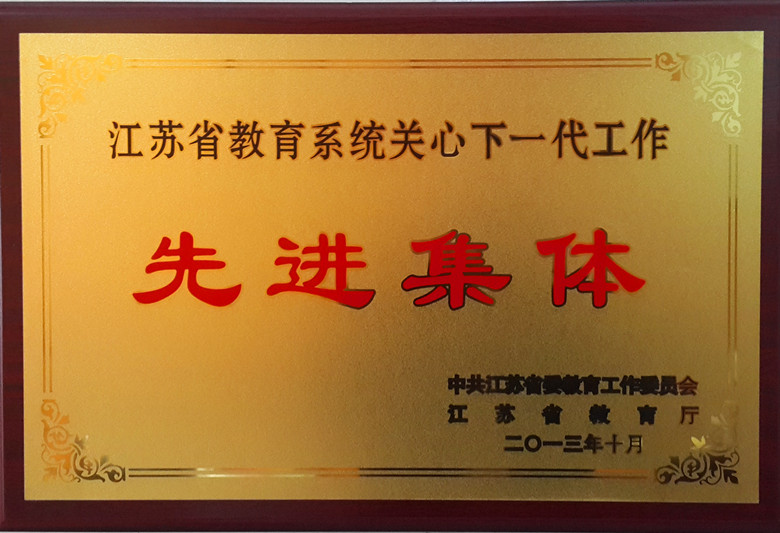 江苏省教育系统关心下一代工作
先进集体
中共江苏省委教育工作委员会
江苏省教育厅
二〇一三年十月